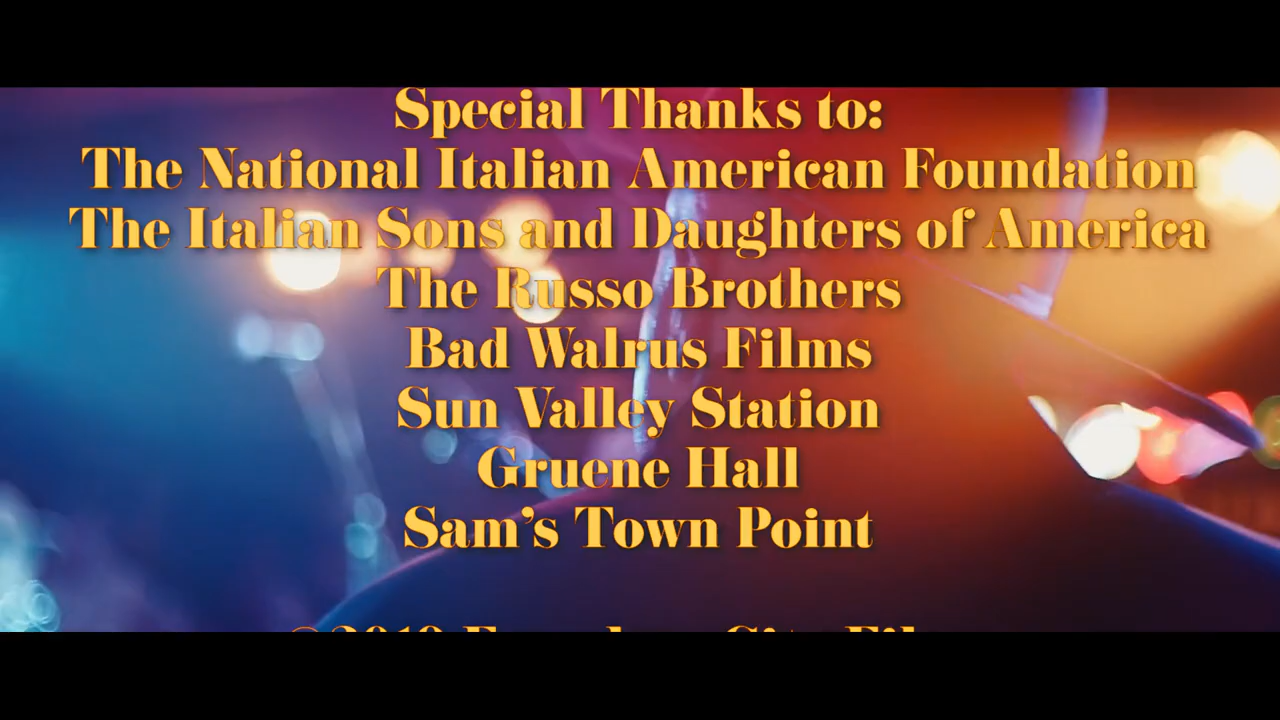 Special Thanks to:
The National Italian American Foundation
The Italian Sons and Daughters of America
The Russo Brothers
Bad Walrus Films
Sun Valley Station
Gruene Hall
Sam's Town Point
©2019